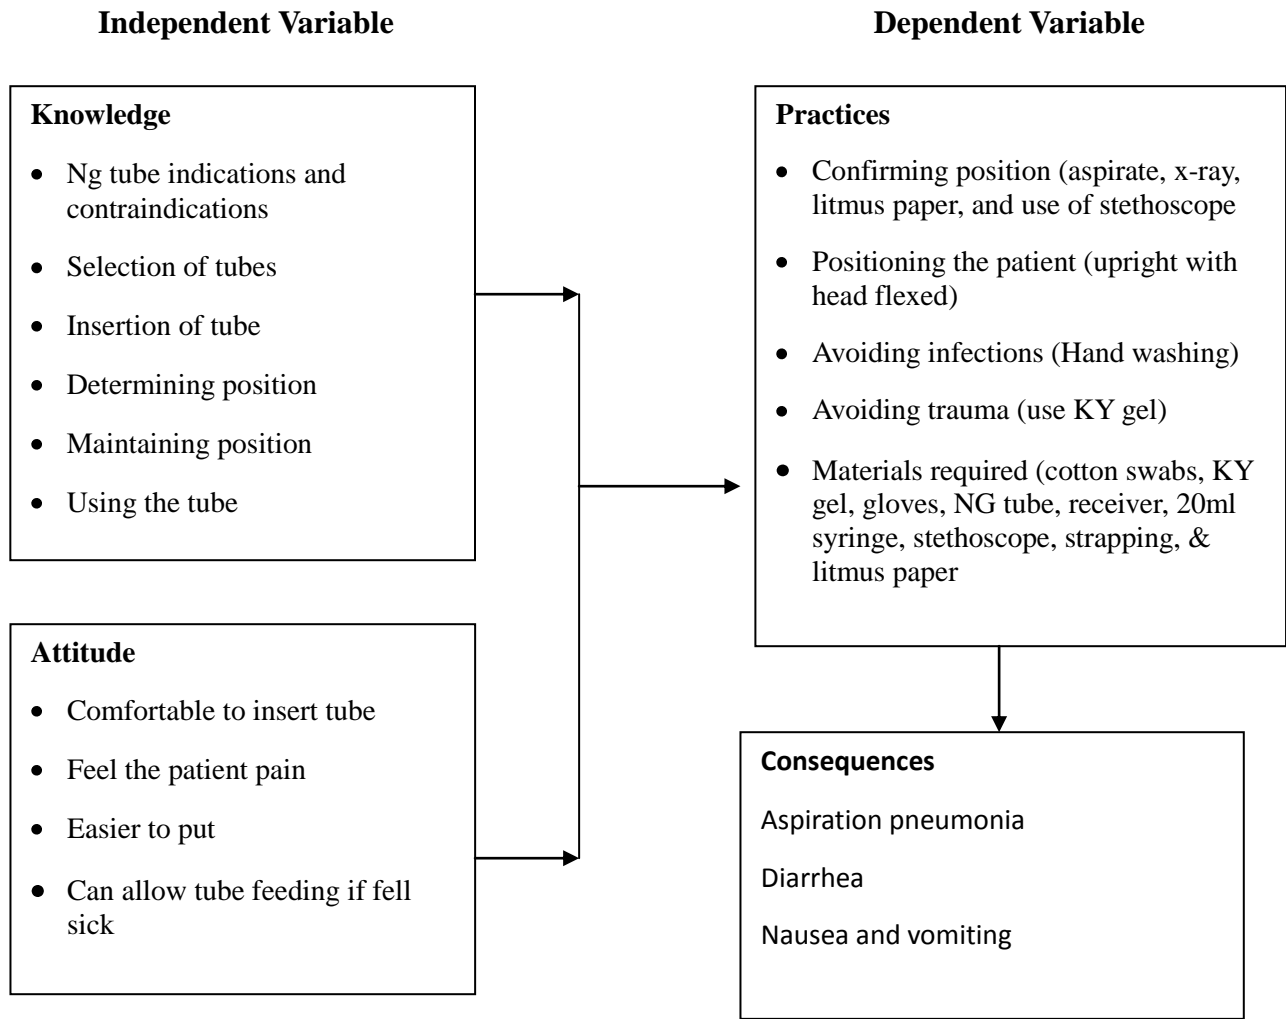 Independent Variable
Dependent Variable
Knowledge
• Ng tube indications and
contraindications
• Selection of tubes
• Insertion of tube
• Determining position
• Maintaining position
• Using the tube
Attitude
• Comfortable to insert tube
• Feel the patient pain
• Easier to put
• Can allow tube feeding if fell
sick
Practices
• Confirming position (aspirate, x-ray,
litmus paper, and use of stethoscope
• Positioning the patient (upright with
head flexed)
• Avoiding infections (Hand washing)
• Avoiding trauma (use KY gel)
• Materials required (cotton swabs, KY
gel, gloves, NG tube, receiver, 20ml
syringe, stethoscope, strapping, &
litmus paper
Consequences
Aspiration pneumonia
Diarrhea
Nausea and vomiting